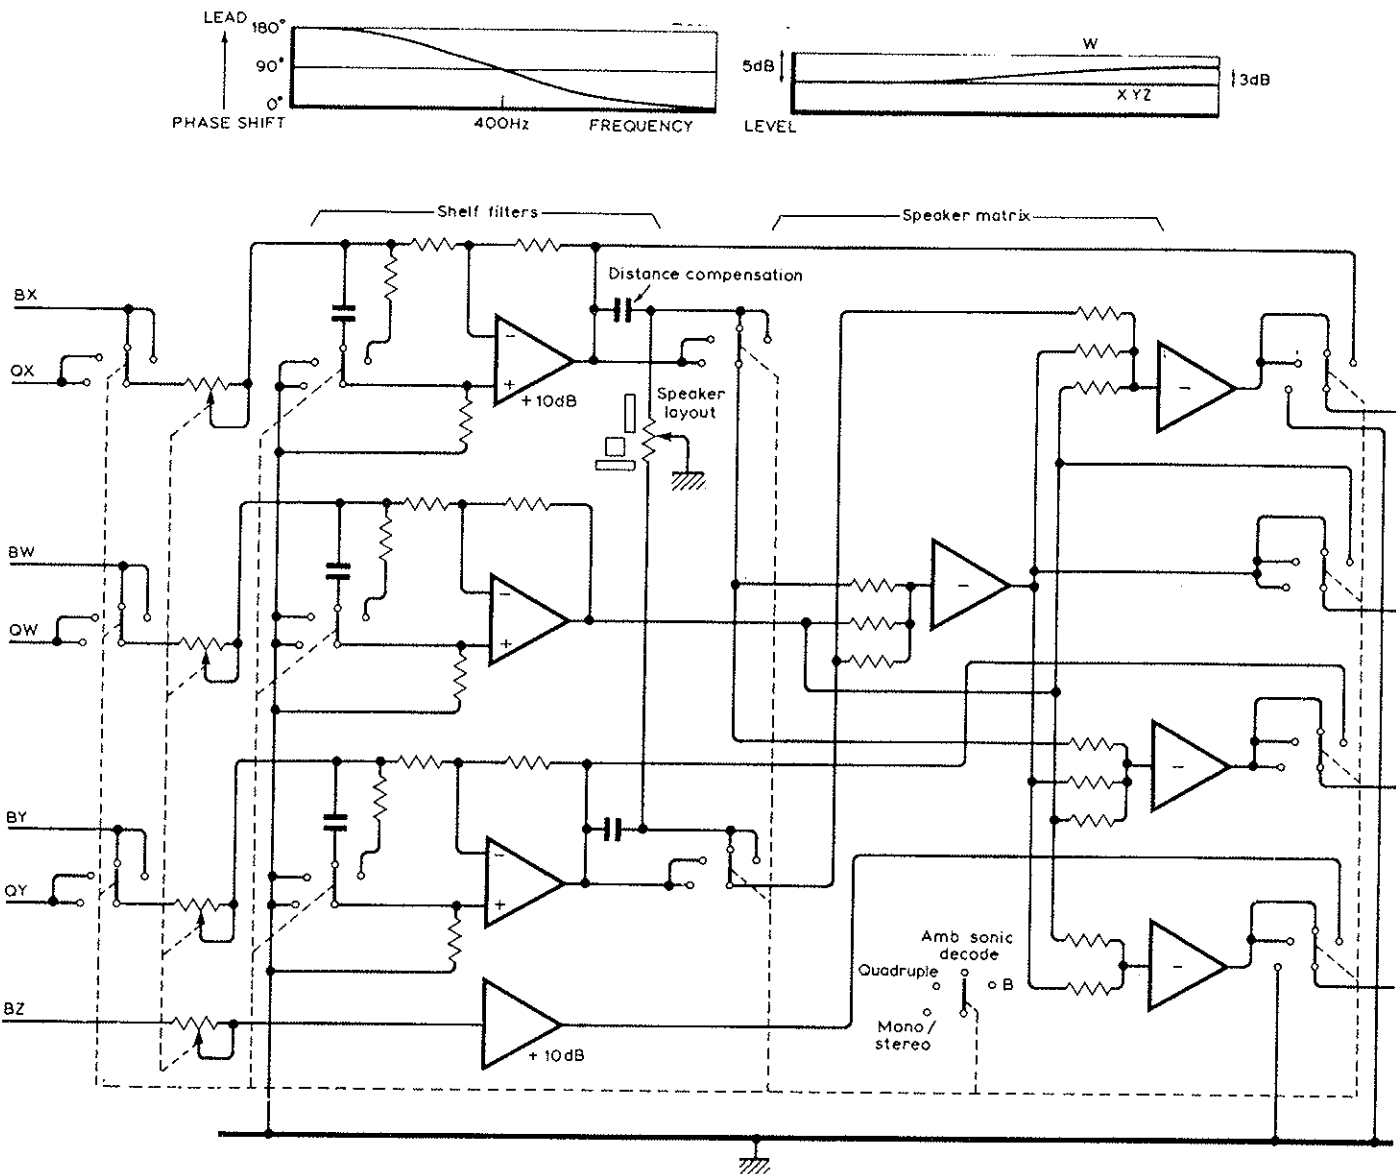 LEAD
180°
90°
0°
PHASE SHIFT
400Hz
FREQUENCY
5dB
W
3dB
XYZ
LEVEL
Shelf filters
Speaker matrix
Distance compensation
BX
QX
−
+
+10dB
Speaker
layout
−
BW
QW
−
+
−
BY
QY
−
+
−
Amb sonic
decode
Quadruple
B
Mono/
stereo
−
BZ
+10dB